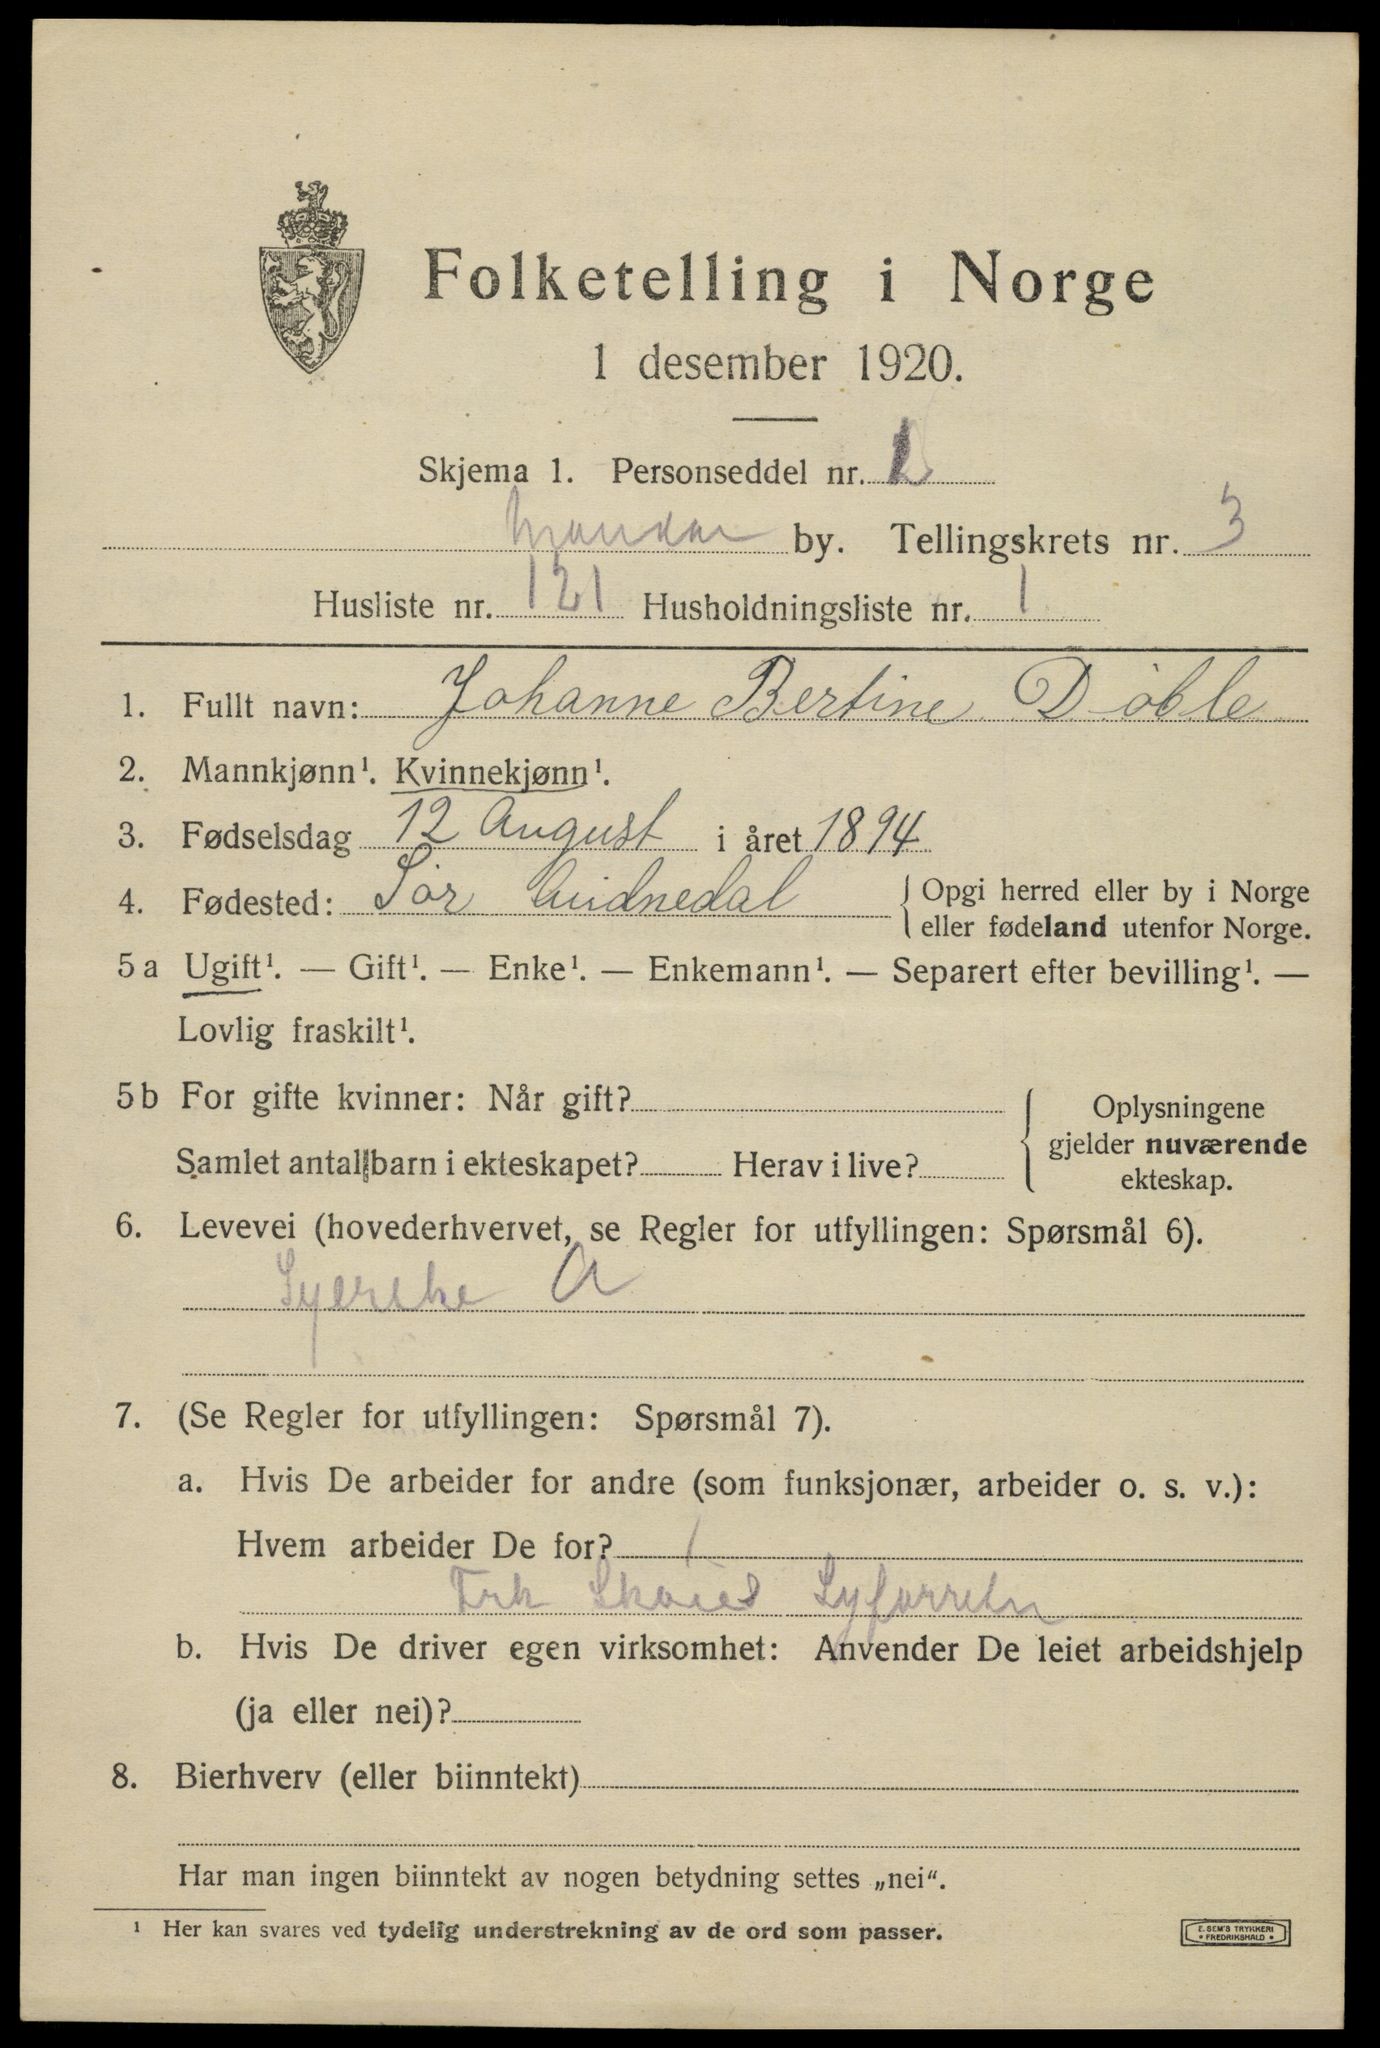 Folketelling i Norge
1 desember 1920.
Skjema 1. Personseddel nr.
by. Tellingskrets nr. 3
Husliste nr. 121 Husholdningsliste nr. 1
1. Fullt navn: Johanne Bertine Døble
2. Mannkjønn¹. Kvinnekjønn¹.
3. Fødselsdag 12 August i året 1894
4. Fødested: Sør Audnedal { Opgi herred eller by i Norge
eller fødeland utenfor Norge.
5a Ugift¹. — Gift¹. — Enke¹. — Enkemann¹. — Separert efter bevilling¹. —
Lovlig fraskilt¹.
5b For gifte kvinner: Når gift? { Oplysningene
gjelder nuværende
Samlet antall barn i ekteskapet? Herav i live?
ekteskap.
6. Levevei (hovederhvervet, se Regler for utfyllingen: Spørsmål 6).
A
7. (Se Regler for utfyllingen: Spørsmål 7).
a. Hvis De arbeider for andre (som funksjonær, arbeider o. s. v.):
Hvem arbeider De for?
Frk
b. Hvis De driver egen virksomhet: Anvender De leiet arbeidshjelp
(ja eller nei)?
8. Bierhverv (eller biinntekt)
Har man ingen biinntekt av nogen betydning settes „nei“.
¹ Her kan svares ved tydelig understrekning av de ord som passer.
E. SEM'S TRYKKERI
• FREDRIKSHALD •